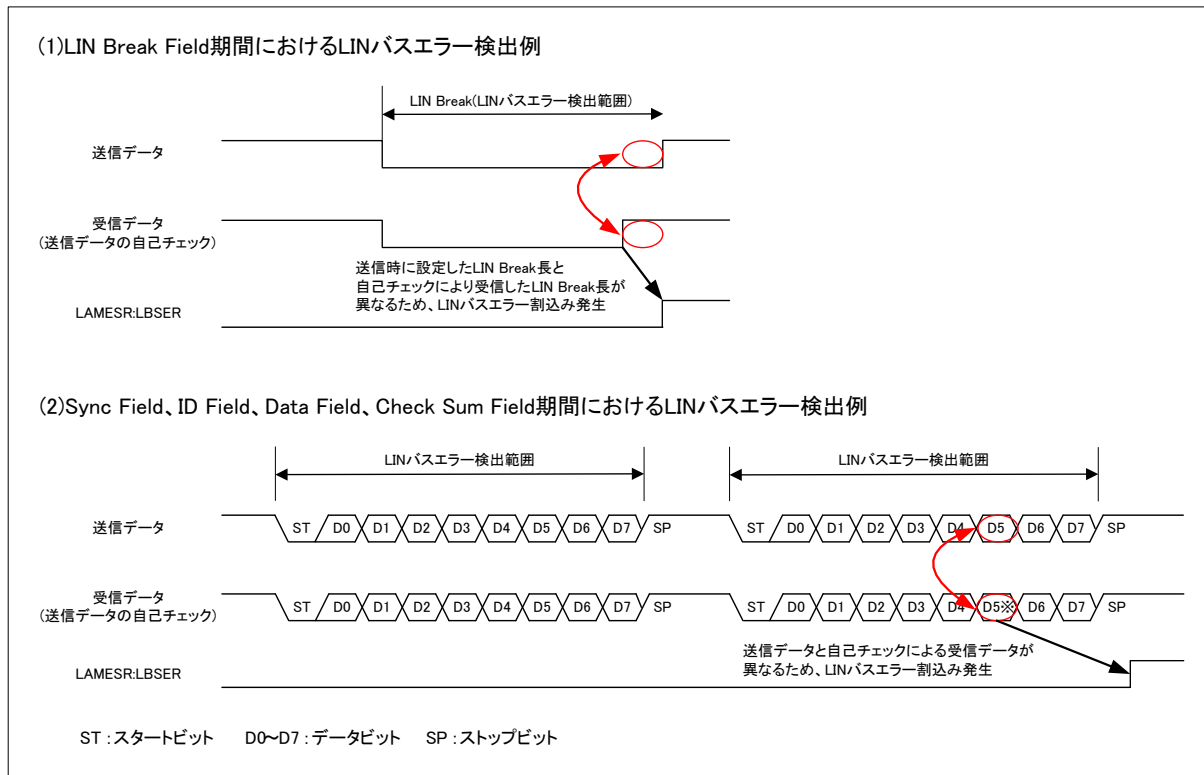 (1)LIN Break Field期間におけるLINバスエラー検出例
LIN Break(LINバスエラー検出範囲)
送信データ
受信データ
(送信データの自己チェック)
送信時に設定したLIN Break長と
自己チェックにより受信したLIN Break長が
異なるため、LINバスエラー割込み発生
LAMESR:LBSER
(2)Sync Field、ID Field、Data Field、Check Sum Field期間におけるLINバスエラー検出例
LINバスエラー検出範囲 LINバスエラー検出範囲
送信データ ST D0 D1 D2 D3 D4 D5 D6 D7 SP ST D0 D1 D2 D3 D4 D5 D6 D7 SP
受信データ
(送信データの自己チェック) ST D0 D1 D2 D3 D4 D5 D6 D7 SP ST D0 D1 D2 D3 D4 D5※ D6 D7 SP
送信データと自己チェックによる受信データが
異なるため、LINバスエラー割込み発生
LAMESR:LBSER
ST:スタートビット D0~D7:データビット SP:ストップビット